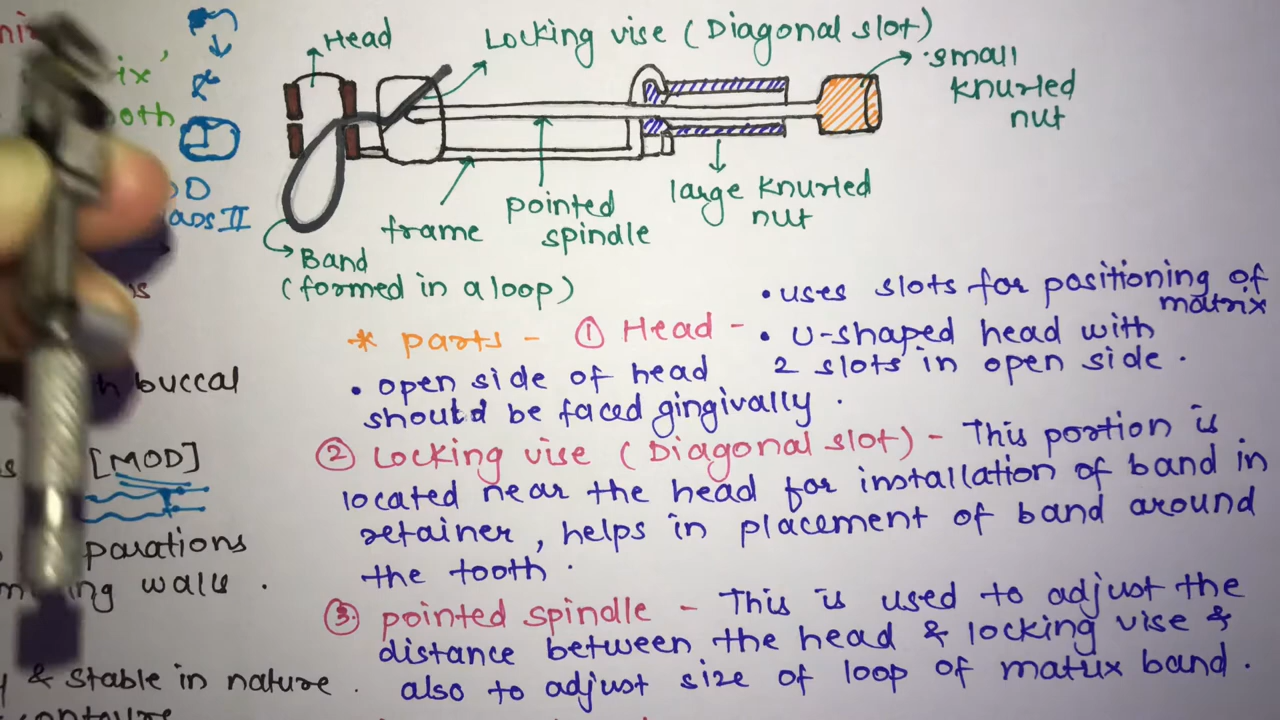 Head
Locking vise (Diagonal slot)
small
knurled
nut
large knurled
nut
pointed
spindle
frame
Band
(formed in a loop)
ix'
oth
D
II
buccal
[MOD]
& stable in nature.
* parts - ① Head - • uses slots for positioning of
matrix
• U-shaped head with
2 slots in open side.
• open side of head
should be faced gingivally.
② Locking vise (Diagonal slot) - This portion is
located near the head for installation of band in
retainer, helps in placement of band around
the tooth.
③ pointed spindle - This is used to adjust the
distance between the head & locking vise &
also to adjust size of loop of matrix band.